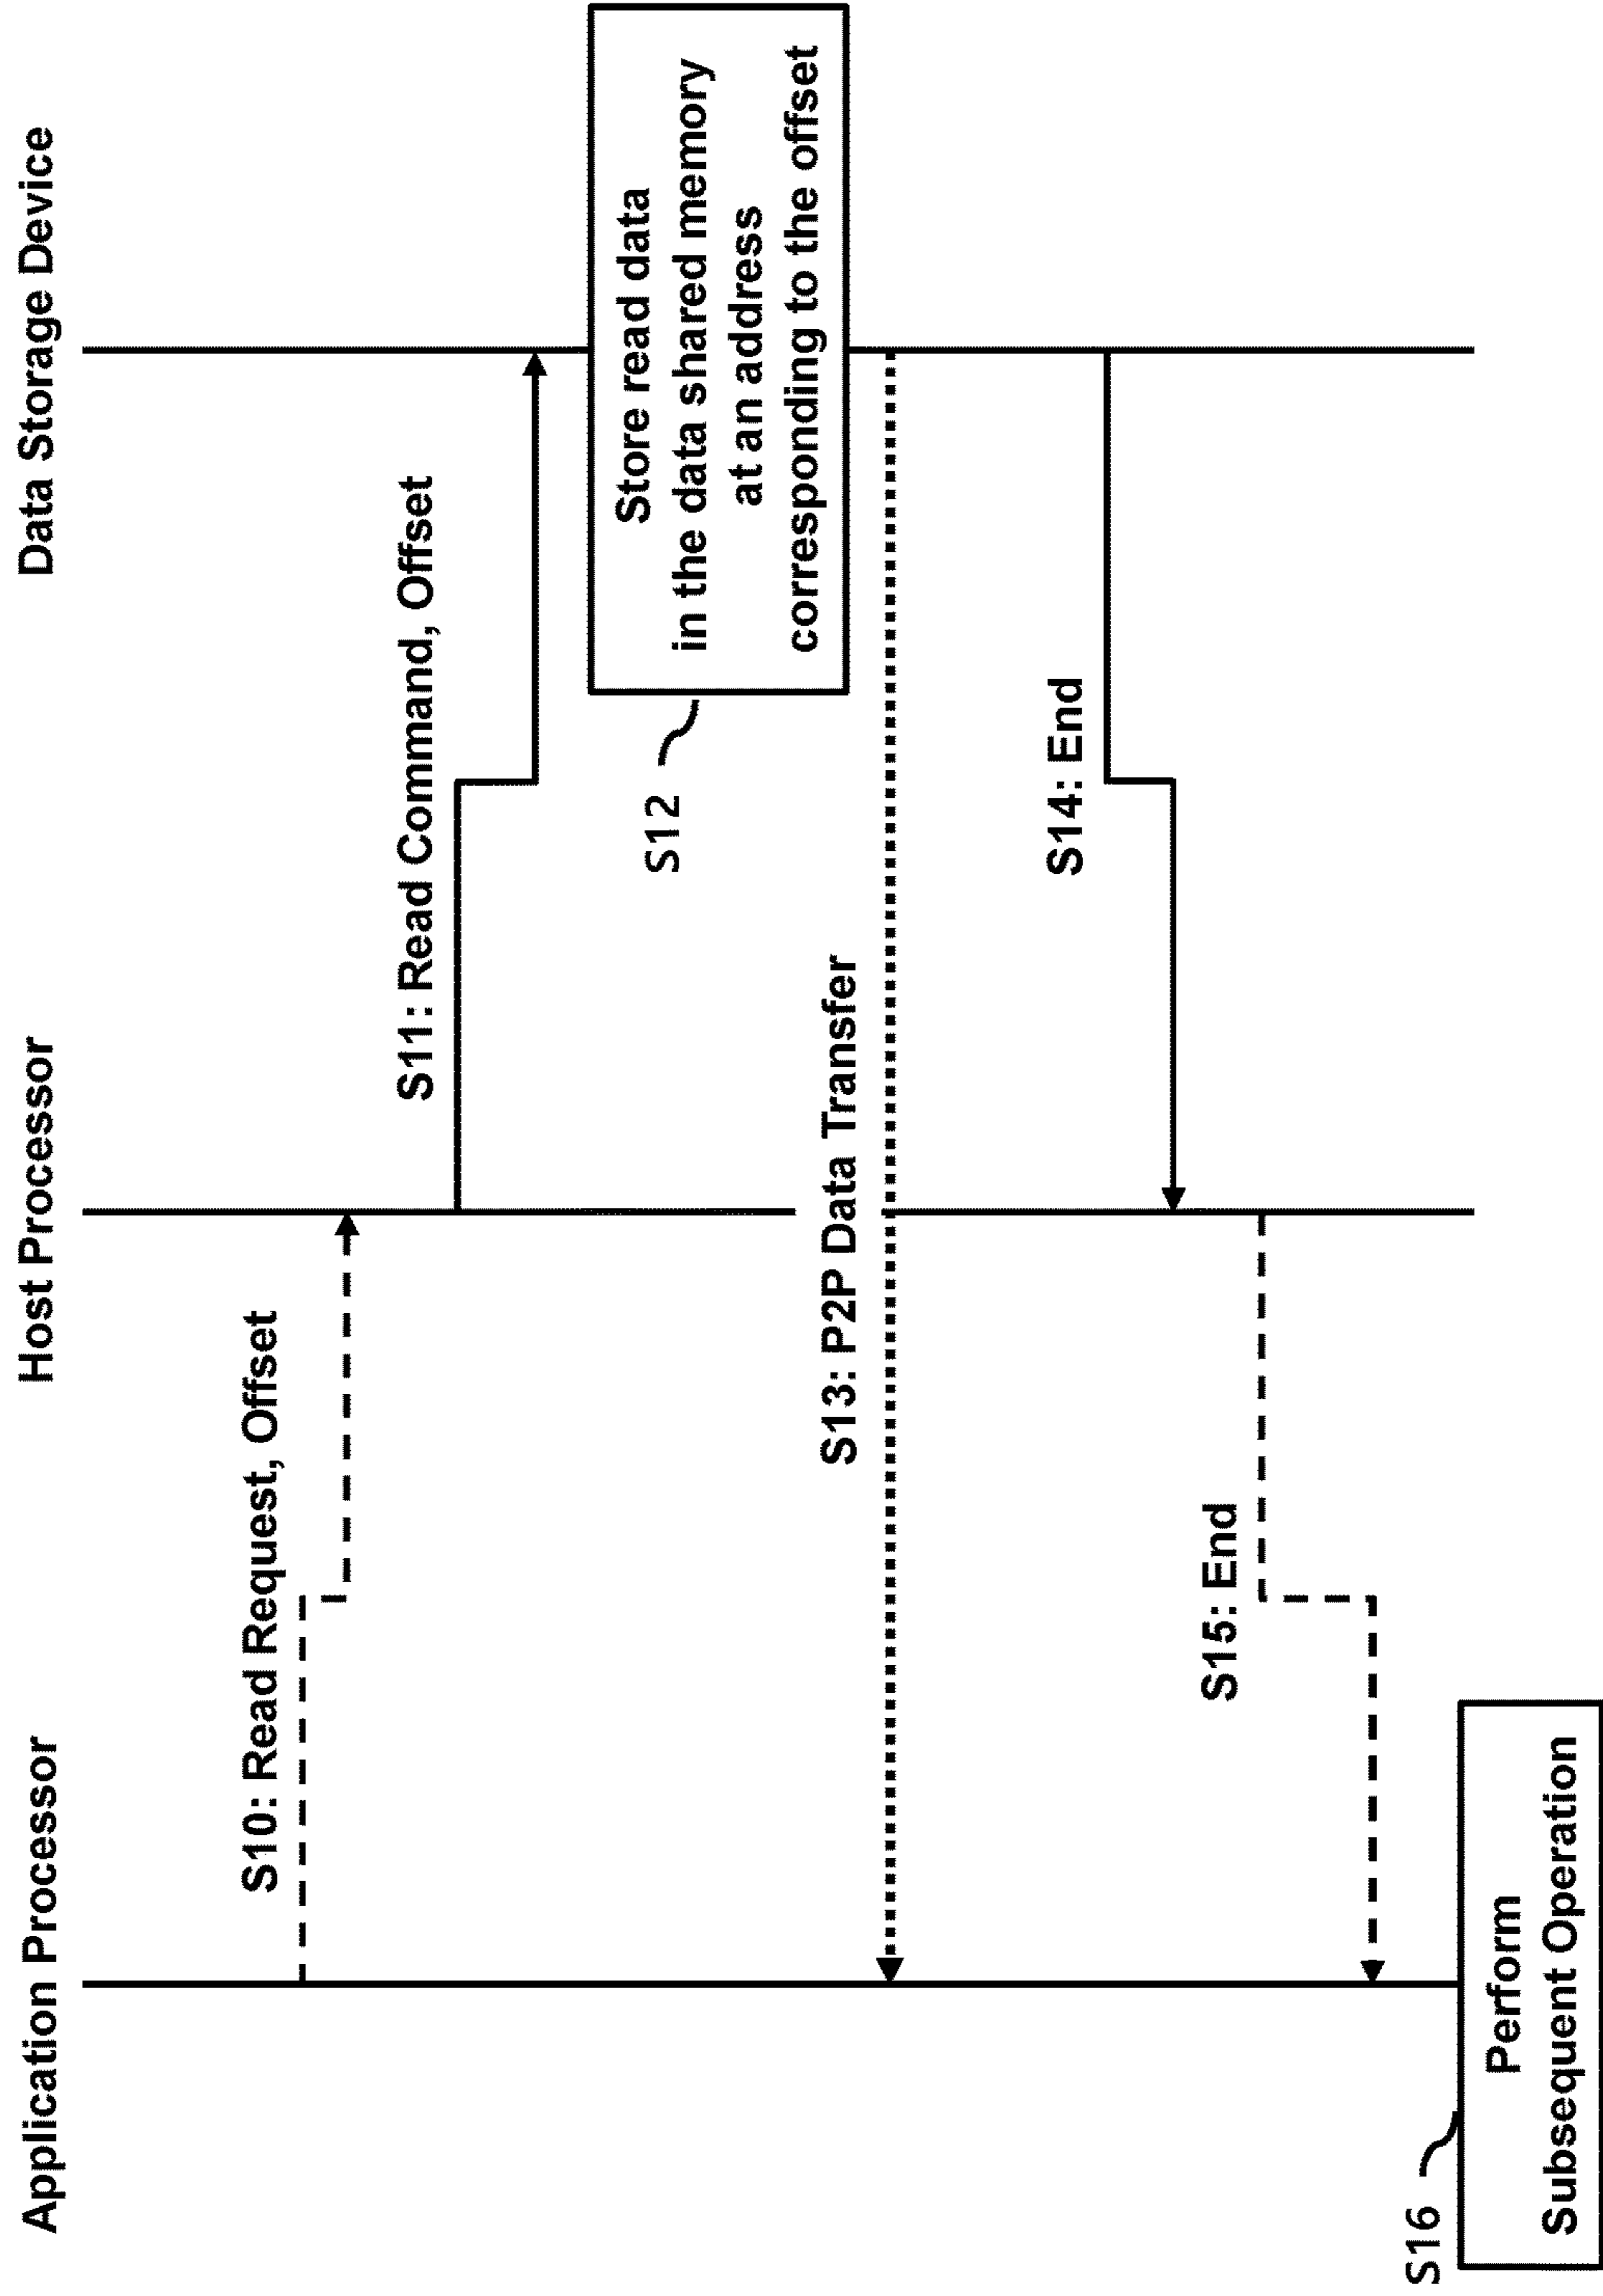 Application Processor
Host Processor
Data Storage Device
S10: Read Request, Offset
S11: Read Command, Offset
S12
Store read data
in the data shared memory
at an address
corresponding to the offset
S13: P2P Data Transfer
S14: End
S15: End
S16
Perform
Subsequent Operation